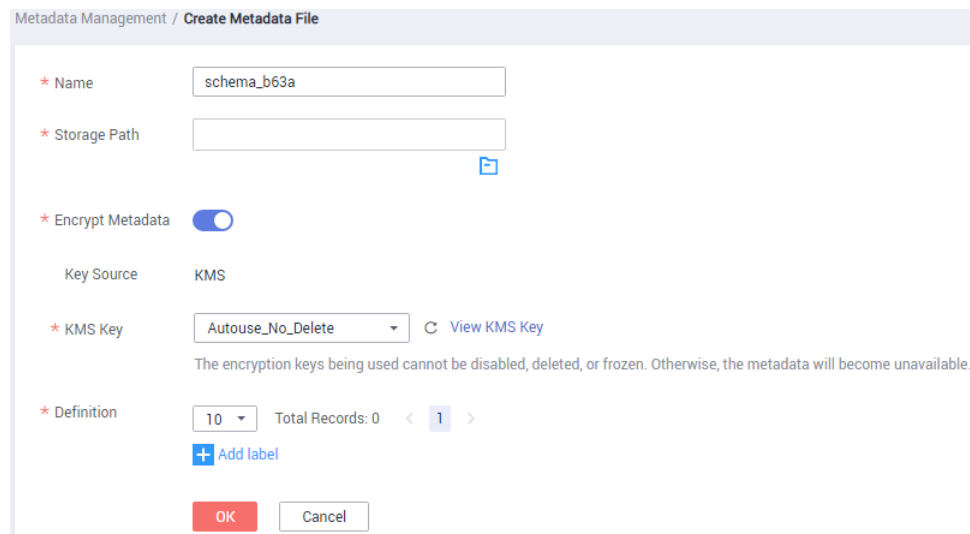 Metadata Management / Create Metadata File
* Name schema_b63a
* Storage Path
* Encrypt Metadata
Key Source KMS
* KMS Key Autouse_No_Delete View KMS Key
The encryption keys being used cannot be disabled, deleted, or frozen. Otherwise, the metadata will become unavailable.
* Definition 10 Total Records: 0 < 1 >
+ Add label
OK Cancel